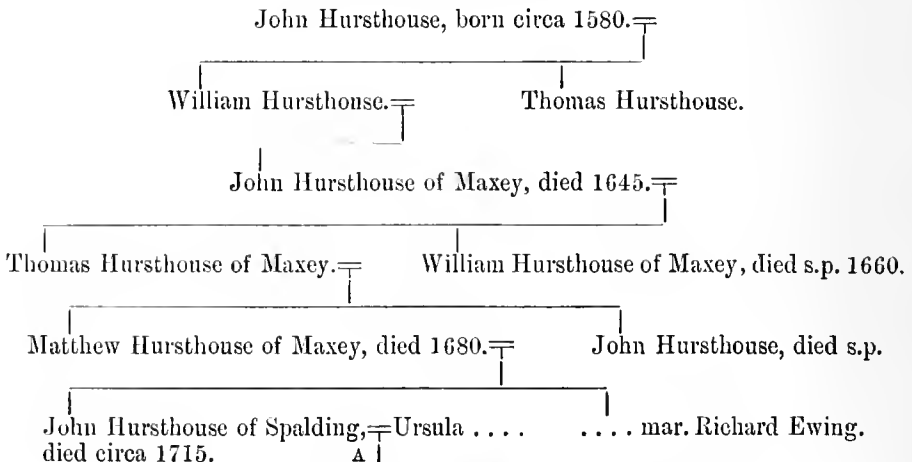 John Hursthouse, born circa 1580.
William Hursthouse. Thomas Hursthouse.
John Hursthouse of Maxey, died 1645.
Thomas Hursthouse of Maxey. William Hursthouse of Maxey, died s.p. 1660.
Matthew Hursthouse of Maxey, died 1680. John Hursthouse, died s.p.
John Hursthouse of Spalding, Ursula . . . . . . . . mar. Richard Ewing.
died circa 1715. A